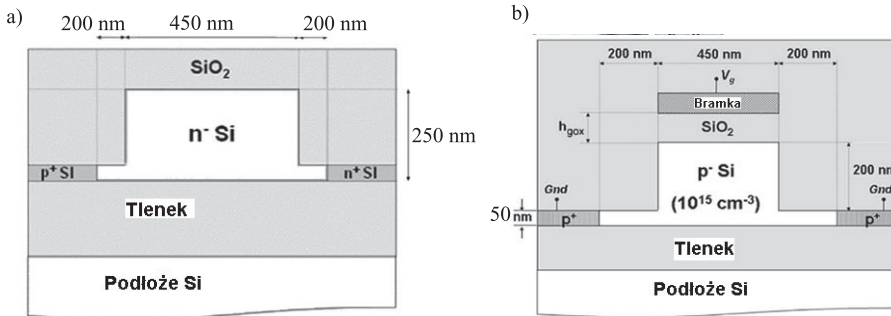 a)
200 nm 450 nm 200 nm
SiO2
n- Si
250 nm
p+ SI
n+ SI
Tlenek
Podłoże Si
b)
200 nm 450 nm 200 nm
Vg
Bramka
hgox
SiO2
p- Si
200 nm
(10^15 cm-3)
Gnd
Gnd
50 nm
p+
p+
Tlenek
Podłoże Si